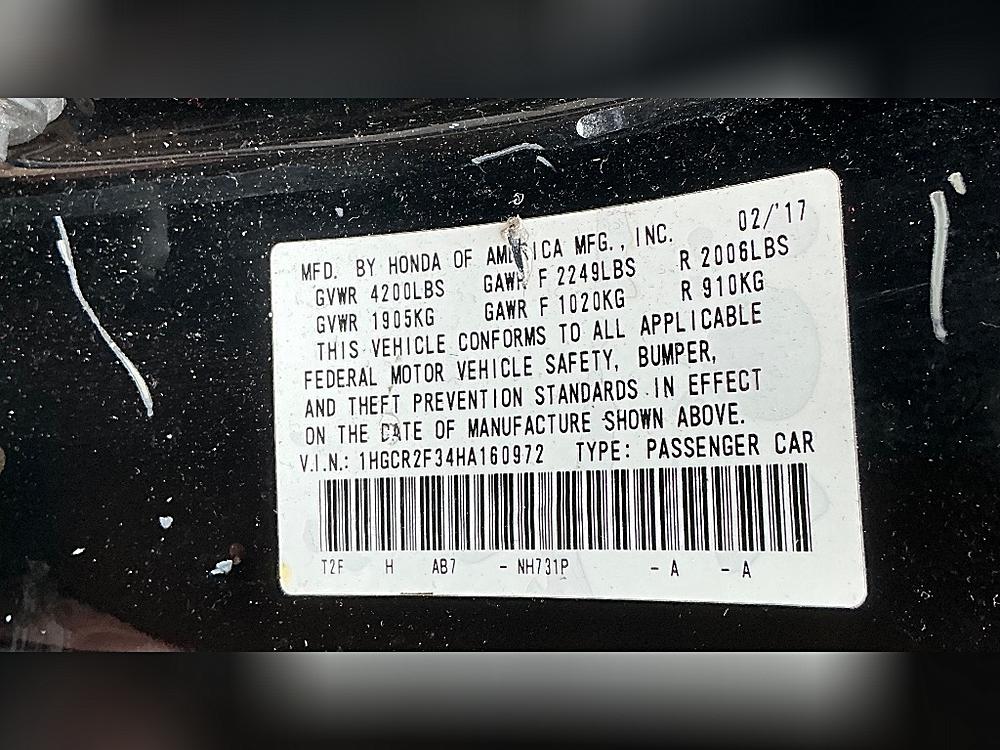 MFD. BY HONDA OF AMERICA MFG., INC. 02/'17
GVWR 4200LBS GAWR F 2249LBS R 2006LBS
GVWR 1905KG GAWR F 1020KG R 910KG
THIS VEHICLE CONFORMS TO ALL APPLICABLE
FEDERAL MOTOR VEHICLE SAFETY, BUMPER,
AND THEFT PREVENTION STANDARDS IN EFFECT
ON THE DATE OF MANUFACTURE SHOWN ABOVE.
V.I.N.: 1HGCR2F34HA160972 TYPE: PASSENGER CAR
T2F H AB7 - NH731P - A - A